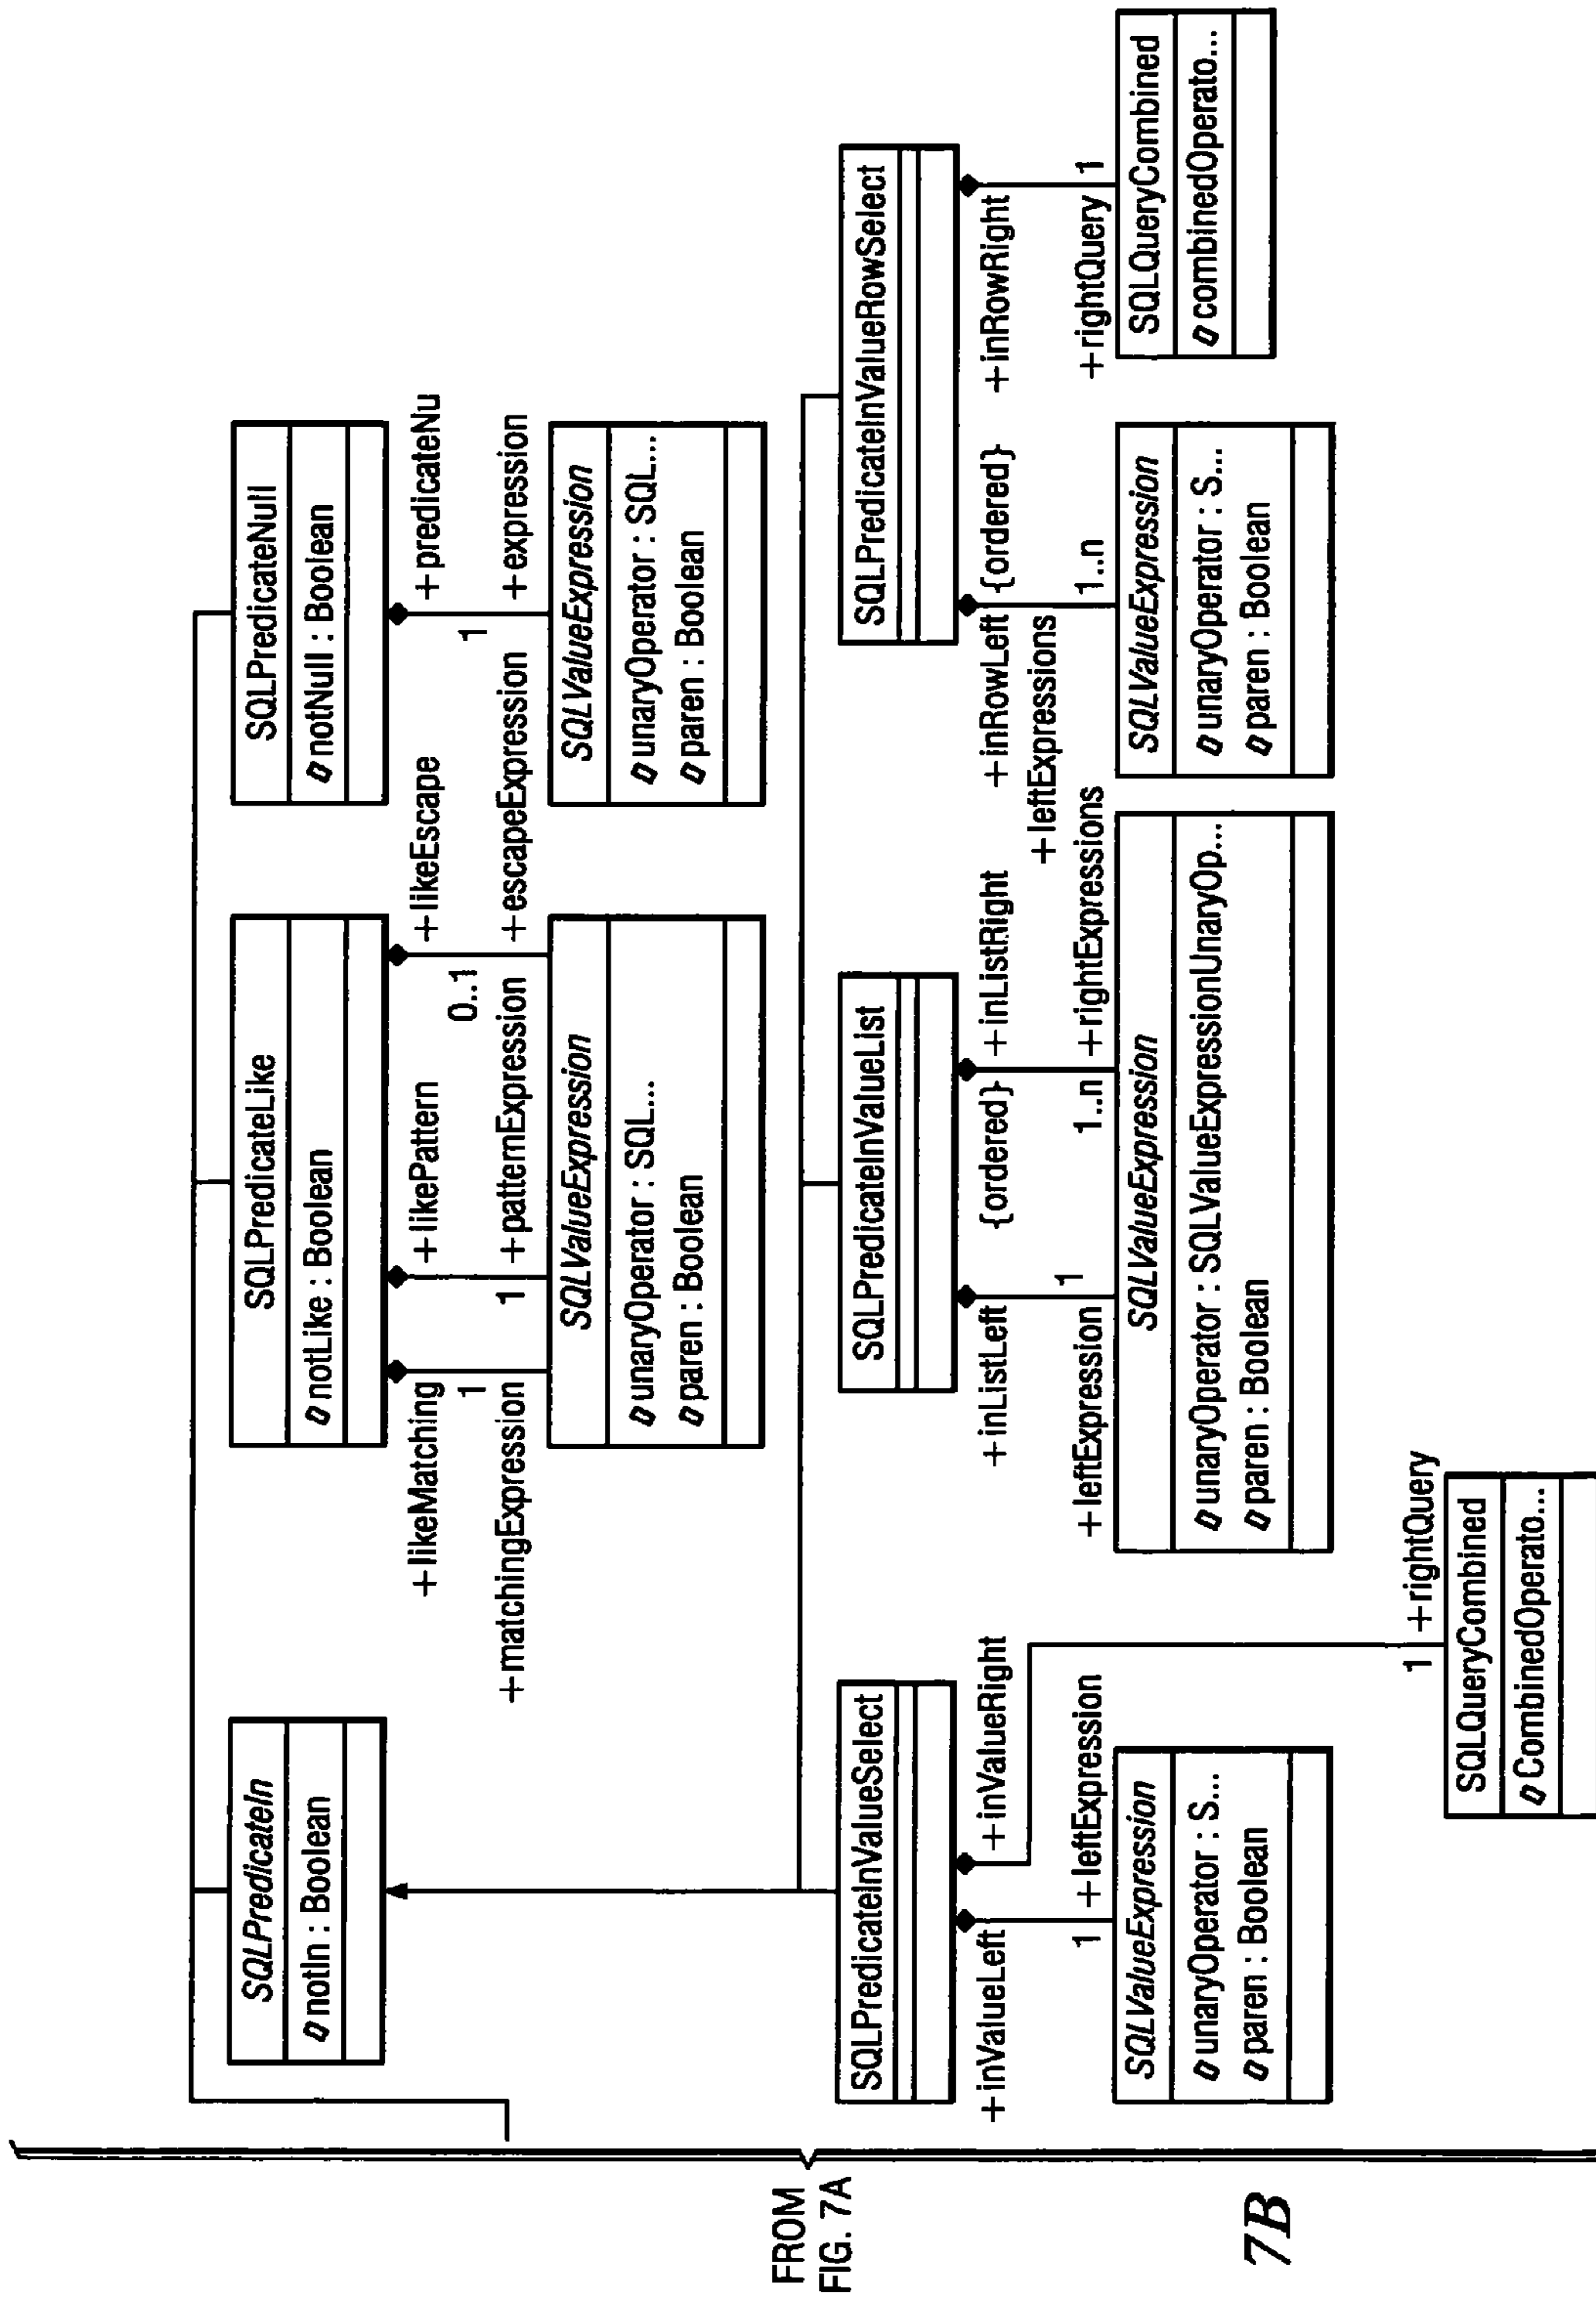 SQLPredicateIn
notIn : Boolean
SQLPredicateLike
notLike : Boolean
SQLPredicateNull
notNull : Boolean
+likeMatching
1
+matchingExpression
+likePattern
1 +patternExpression
+likeEscape
0..1
+escapeExpression
+predicateNu
1
+expression
SQLValueExpression
unaryOperator : SQL...
paren : Boolean
SQLValueExpression
unaryOperator : SQL...
paren : Boolean
SQLPredicateInValueSelect
SQLPredicateInValueList
SQLPredicateInValueRowSelect
+inValueLeft
+inValueRight
1 +leftExpression
+inListLeft
1
+leftExpression
{ordered} +inListRight
1..n +rightExpressions
+inRowLeft {ordered}
+leftExpressions
1..n
+inRowRight
+rightQuery 1
SQLValueExpression
unaryOperator : S...
paren : Boolean
SQLValueExpression
unaryOperator : SQLValueExpressionUnaryOp...
paren : Boolean
SQLValueExpression
unaryOperator : S...
paren : Boolean
SQLQueryCombined
combinedOperato...
1 +rightQuery
SQLQueryCombined
CombinedOperato...
FROM
FIG. 7A
7B